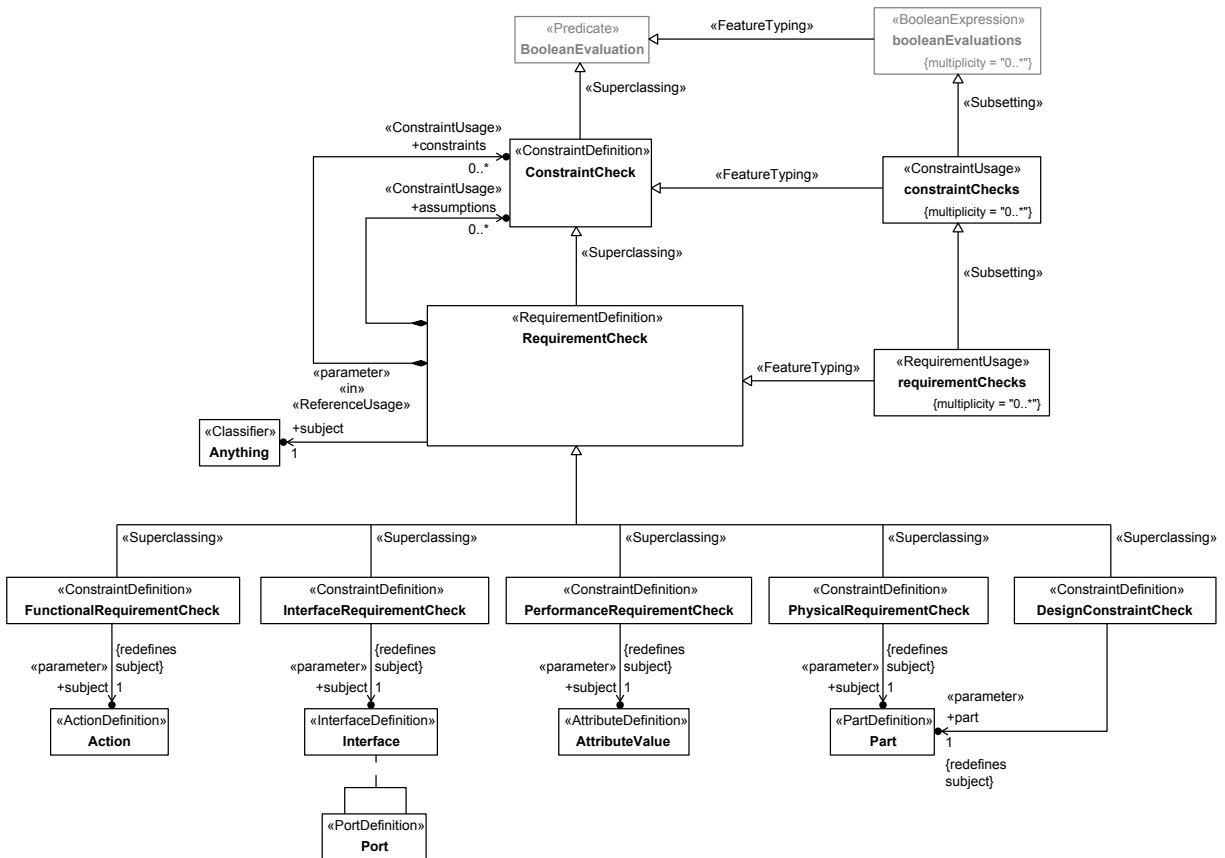 «Predicate»
BooleanEvaluation
«FeatureTyping»
«BooleanExpression»
booleanEvaluations
{multiplicity = "0..*"}
«Superclassing»
«Subsetting»
«ConstraintUsage»
+constraints
0..*
«ConstraintUsage»
+assumptions
0..*
«ConstraintDefinition»
ConstraintCheck
«FeatureTyping»
«ConstraintUsage»
constraintChecks
{multiplicity = "0..*"}
«Superclassing»
«Subsetting»
«RequirementDefinition»
RequirementCheck
«FeatureTyping»
«RequirementUsage»
requirementChecks
{multiplicity = "0..*"}
«parameter»
«in»
«ReferenceUsage»
+subject
1
«Classifier»
Anything
«Superclassing»
«Superclassing»
«Superclassing»
«Superclassing»
«Superclassing»
«ConstraintDefinition»
FunctionalRequirementCheck
«ConstraintDefinition»
InterfaceRequirementCheck
«ConstraintDefinition»
PerformanceRequirementCheck
«ConstraintDefinition»
PhysicalRequirementCheck
«ConstraintDefinition»
DesignConstraintCheck
{redefines
«parameter» subject}
+subject 1
{redefines
«parameter» subject}
+subject 1
{redefines
«parameter» subject}
+subject 1
{redefines
«parameter» subject}
+subject 1
«parameter»
+part
1
{redefines
subject}
«ActionDefinition»
Action
«InterfaceDefinition»
Interface
«AttributeDefinition»
AttributeValue
«PartDefinition»
Part
«PortDefinition»
Port